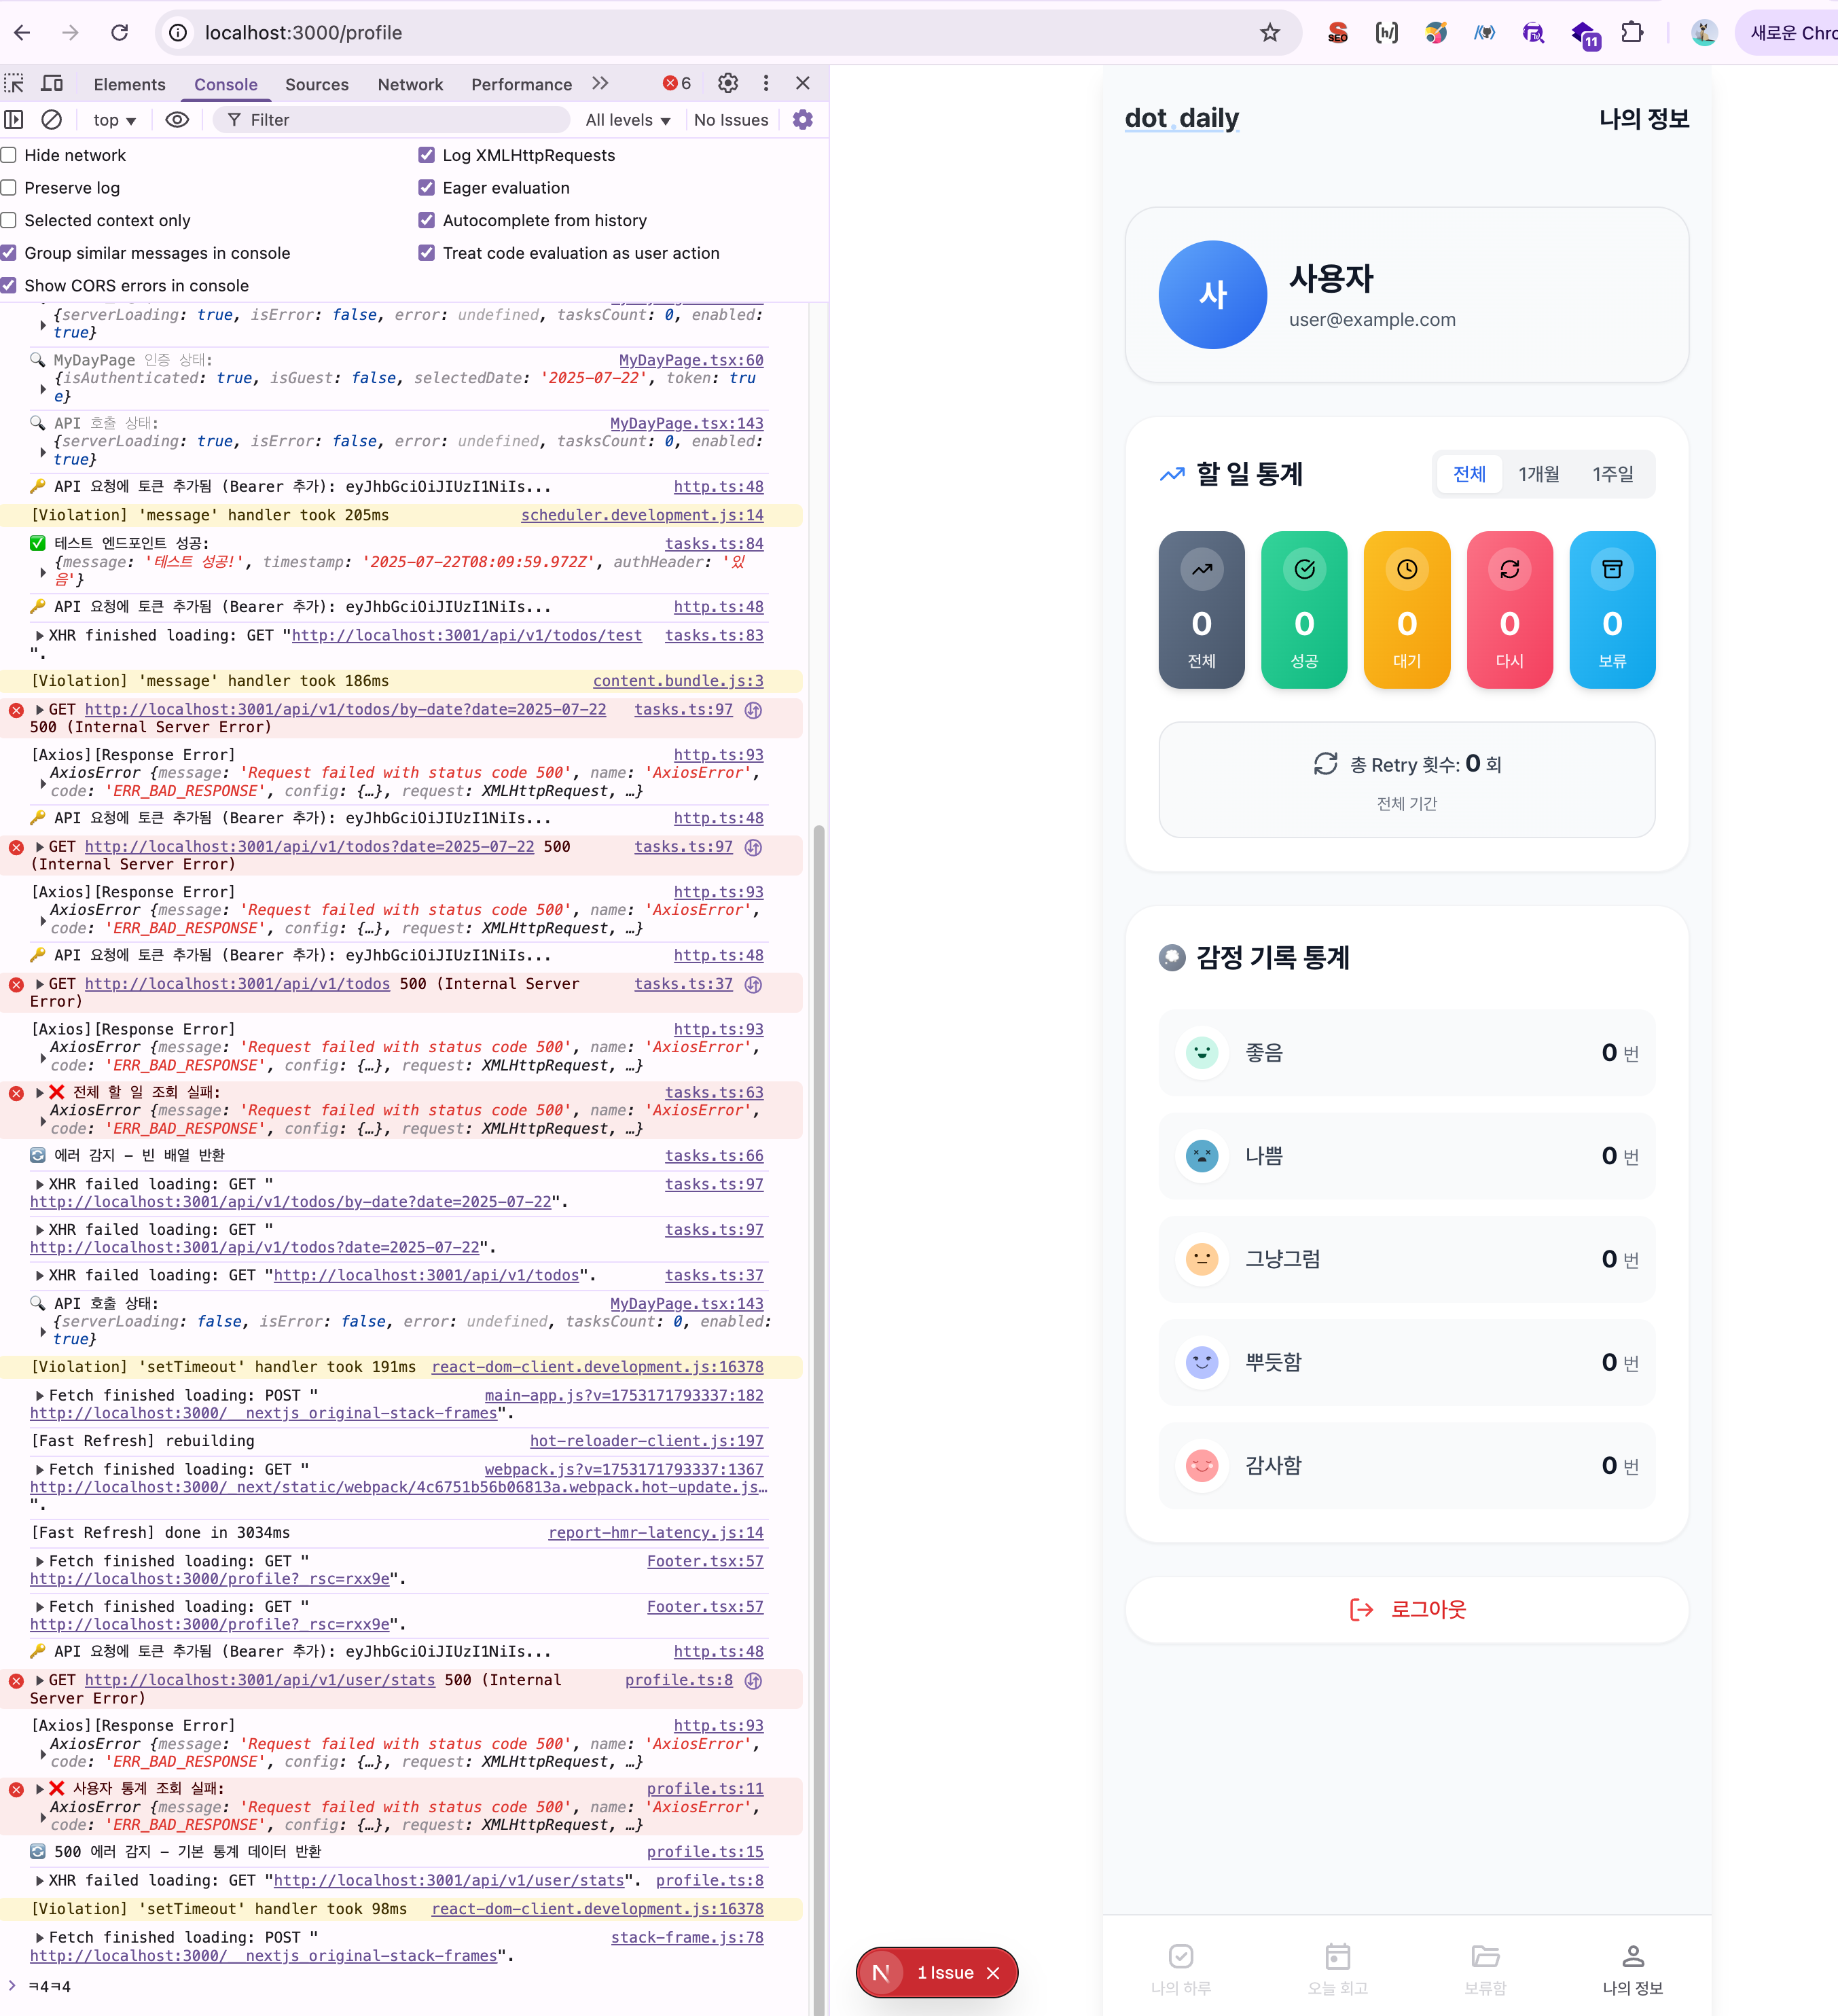 localhost:3000/profile
SEO
[h/]
11
새로운 Chro
Elements
Console
Sources
Network
Performance
6
top
Filter
All levels
No Issues
Hide network
Log XMLHttpRequests
Preserve log
Eager evaluation
Selected context only
Autocomplete from history
Group similar messages in console
Treat code evaluation as user action
Show CORS errors in console
{serverLoading: true, isError: false, error: undefined, tasksCount: 0, enabled:
true}
🔍 MyDayPage 인증 상태: MyDayPage.tsx:60
{isAuthenticated: true, isGuest: false, selectedDate: '2025-07-22', token: tru
e}
🔍 API 호출 상태: MyDayPage.tsx:143
{serverLoading: true, isError: false, error: undefined, tasksCount: 0, enabled:
true}
🔑 API 요청에 토큰 추가됨 (Bearer 추가): eyJhbGciOiJIUzI1NiIs... http.ts:48
[Violation] 'message' handler took 205ms scheduler.development.js:14
✅ 테스트 엔드포인트 성공: tasks.ts:84
{message: '테스트 성공!', timestamp: '2025-07-22T08:09:59.972Z', authHeader: '있
음'}
🔑 API 요청에 토큰 추가됨 (Bearer 추가): eyJhbGciOiJIUzI1NiIs... http.ts:48
XHR finished loading: GET "http://localhost:3001/api/v1/todos/test tasks.ts:83
".
[Violation] 'message' handler took 186ms content.bundle.js:3
GET http://localhost:3001/api/v1/todos/by-date?date=2025-07-22 tasks.ts:97
500 (Internal Server Error)
[Axios][Response Error] http.ts:93
AxiosError {message: 'Request failed with status code 500', name: 'AxiosError',
code: 'ERR_BAD_RESPONSE', config: {…}, request: XMLHttpRequest, …}
🔑 API 요청에 토큰 추가됨 (Bearer 추가): eyJhbGciOiJIUzI1NiIs... http.ts:48
GET http://localhost:3001/api/v1/todos?date=2025-07-22 500 tasks.ts:97
(Internal Server Error)
[Axios][Response Error] http.ts:93
AxiosError {message: 'Request failed with status code 500', name: 'AxiosError',
code: 'ERR_BAD_RESPONSE', config: {…}, request: XMLHttpRequest, …}
🔑 API 요청에 토큰 추가됨 (Bearer 추가): eyJhbGciOiJIUzI1NiIs... http.ts:48
GET http://localhost:3001/api/v1/todos 500 (Internal Server tasks.ts:37
Error)
[Axios][Response Error] http.ts:93
AxiosError {message: 'Request failed with status code 500', name: 'AxiosError',
code: 'ERR_BAD_RESPONSE', config: {…}, request: XMLHttpRequest, …}
❌ 전체 할 일 조회 실패: tasks.ts:63
AxiosError {message: 'Request failed with status code 500', name: 'AxiosError',
code: 'ERR_BAD_RESPONSE', config: {…}, request: XMLHttpRequest, …}
🔄 에러 감지 – 빈 배열 반환 tasks.ts:66
XHR failed loading: GET " tasks.ts:97
http://localhost:3001/api/v1/todos/by-date?date=2025-07-22".
XHR failed loading: GET " tasks.ts:97
http://localhost:3001/api/v1/todos?date=2025-07-22".
XHR failed loading: GET "http://localhost:3001/api/v1/todos". tasks.ts:37
🔍 API 호출 상태: MyDayPage.tsx:143
{serverLoading: false, isError: false, error: undefined, tasksCount: 0, enabled:
true}
[Violation] 'setTimeout' handler took 191ms react-dom-client.development.js:16378
Fetch finished loading: POST " main-app.js?v=1753171793337:182
http://localhost:3000/__nextjs_original-stack-frames".
[Fast Refresh] rebuilding hot-reloader-client.js:197
Fetch finished loading: GET " webpack.js?v=1753171793337:1367
http://localhost:3000/_next/static/webpack/4c6751b56b06813a.webpack.hot-update.js…
".
[Fast Refresh] done in 3034ms report-hmr-latency.js:14
Fetch finished loading: GET " Footer.tsx:57
http://localhost:3000/profile?_rsc=rxx9e".
Fetch finished loading: GET " Footer.tsx:57
http://localhost:3000/profile?_rsc=rxx9e".
🔑 API 요청에 토큰 추가됨 (Bearer 추가): eyJhbGciOiJIUzI1NiIs... http.ts:48
GET http://localhost:3001/api/v1/user/stats 500 (Internal profile.ts:8
Server Error)
[Axios][Response Error] http.ts:93
AxiosError {message: 'Request failed with status code 500', name: 'AxiosError',
code: 'ERR_BAD_RESPONSE', config: {…}, request: XMLHttpRequest, …}
❌ 사용자 통계 조회 실패: profile.ts:11
AxiosError {message: 'Request failed with status code 500', name: 'AxiosError',
code: 'ERR_BAD_RESPONSE', config: {…}, request: XMLHttpRequest, …}
🔄 500 에러 감지 – 기본 통계 데이터 반환 profile.ts:15
XHR failed loading: GET "http://localhost:3001/api/v1/user/stats". profile.ts:8
[Violation] 'setTimeout' handler took 98ms react-dom-client.development.js:16378
Fetch finished loading: POST " stack-frame.js:78
http://localhost:3000/__nextjs_original-stack-frames".
ㅋ4ㅋ4
dot.daily
나의 정보
사
사용자
user@example.com
할 일 통계
전체
1개월
1주일
0
전체
0
성공
0
대기
0
다시
0
보류
총 Retry 횟수: 0 회
전체 기간
감정 기록 통계
좋음 0 번
나쁨 0 번
그냥그럼 0 번
뿌듯함 0 번
감사함 0 번
로그아웃
N 1 Issue
나의 하루
오늘 회고
보류함
나의 정보